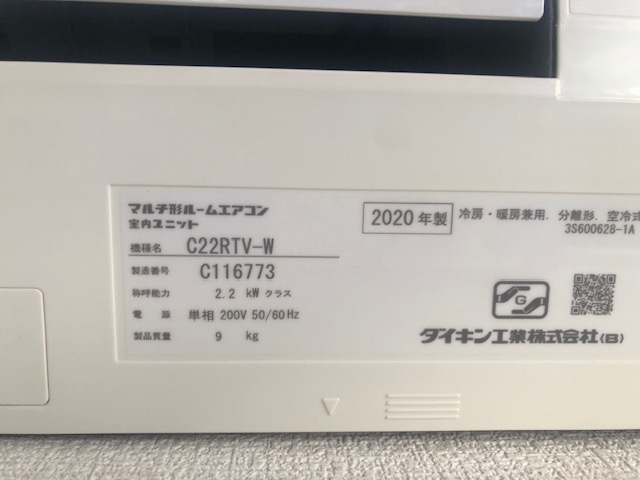 マルチ形ルームエアコン
室内ユニット
2020年製
冷房・暖房兼用. 分離形. 空冷式
3S600628-1A
機種名 C22RTV-W
製造番号 C116773
称呼能力 2.2 kW クラス
電 源 単相 200V 50/60Hz
製品質量 9 kg
G
ダイキン工業株式会社(B)